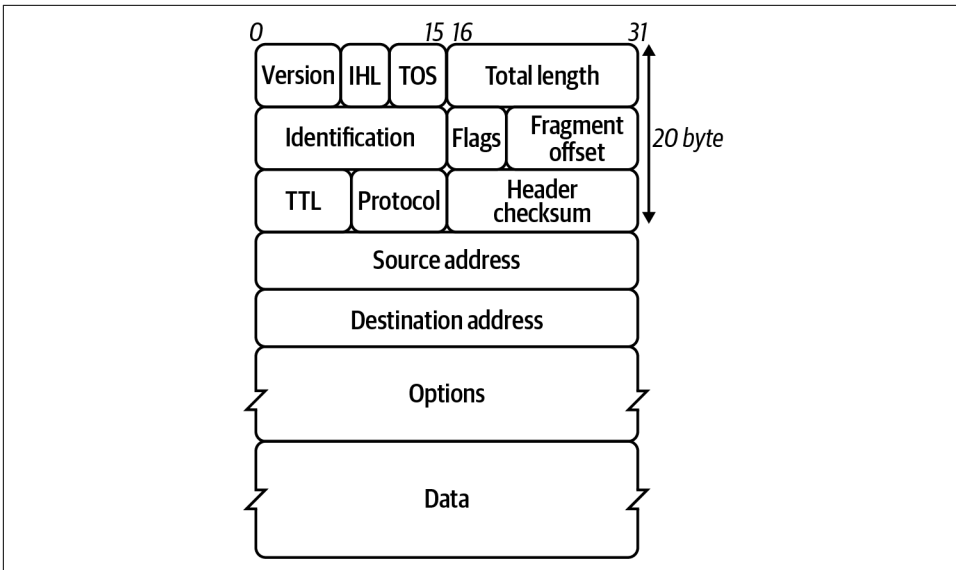 0 15 16 31
Version IHL TOS Total length
Identification Flags Fragment
offset
20 byte
TTL Protocol Header
checksum
Source address
Destination address
Options
Data